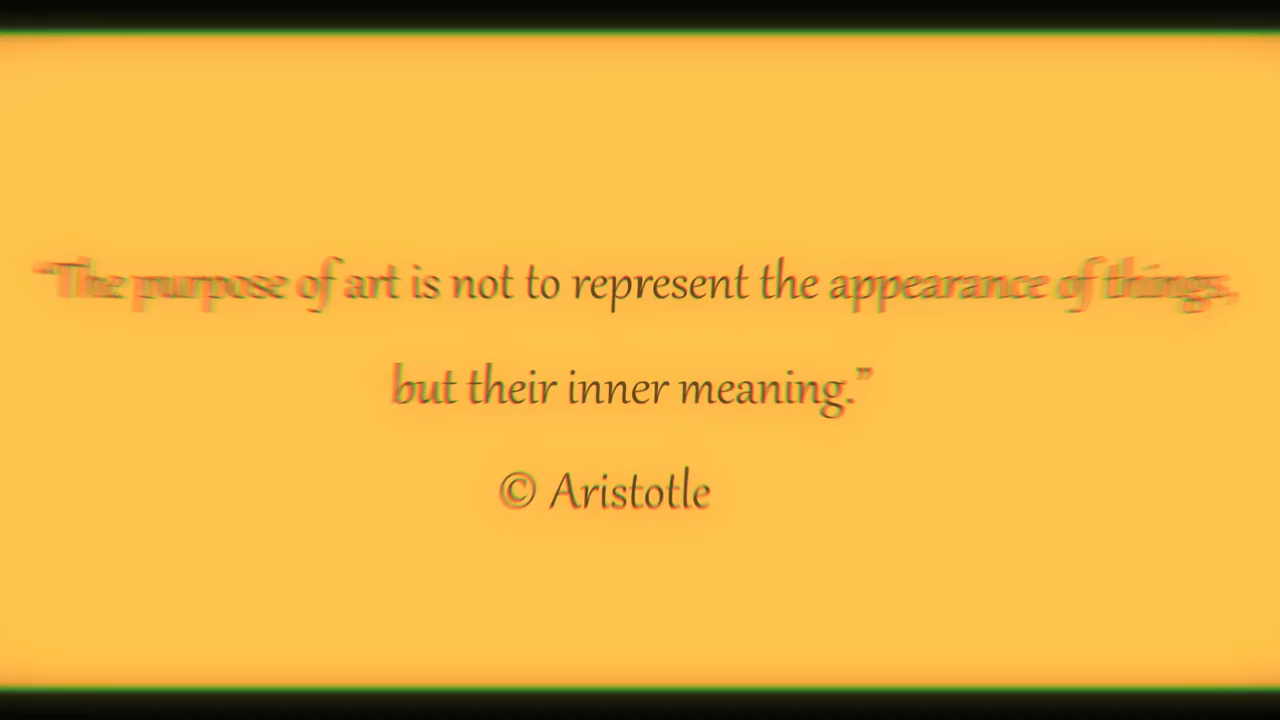 “The purpose of art is not to represent the appearance of things,
but their inner meaning.”
© Aristotle